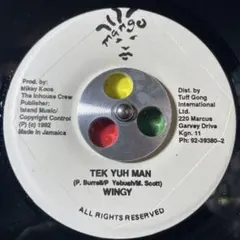 mango
Prod. by:
Mikey Koos
The Inhouse Crew
Publisher:
Island Music/
Copyright Control
(P) (c) 1992
Made in Jamaica
Dist. by
Tuff Gong
International
Ltd.
220 Marcus
Garvey Drive
Kgn. 11
Ph: 92-39380-2
TEK YUH MAN
(P. Burrell/P Yebuah/M. Scott)
WINGY
ALL RIGHTS RESERVED